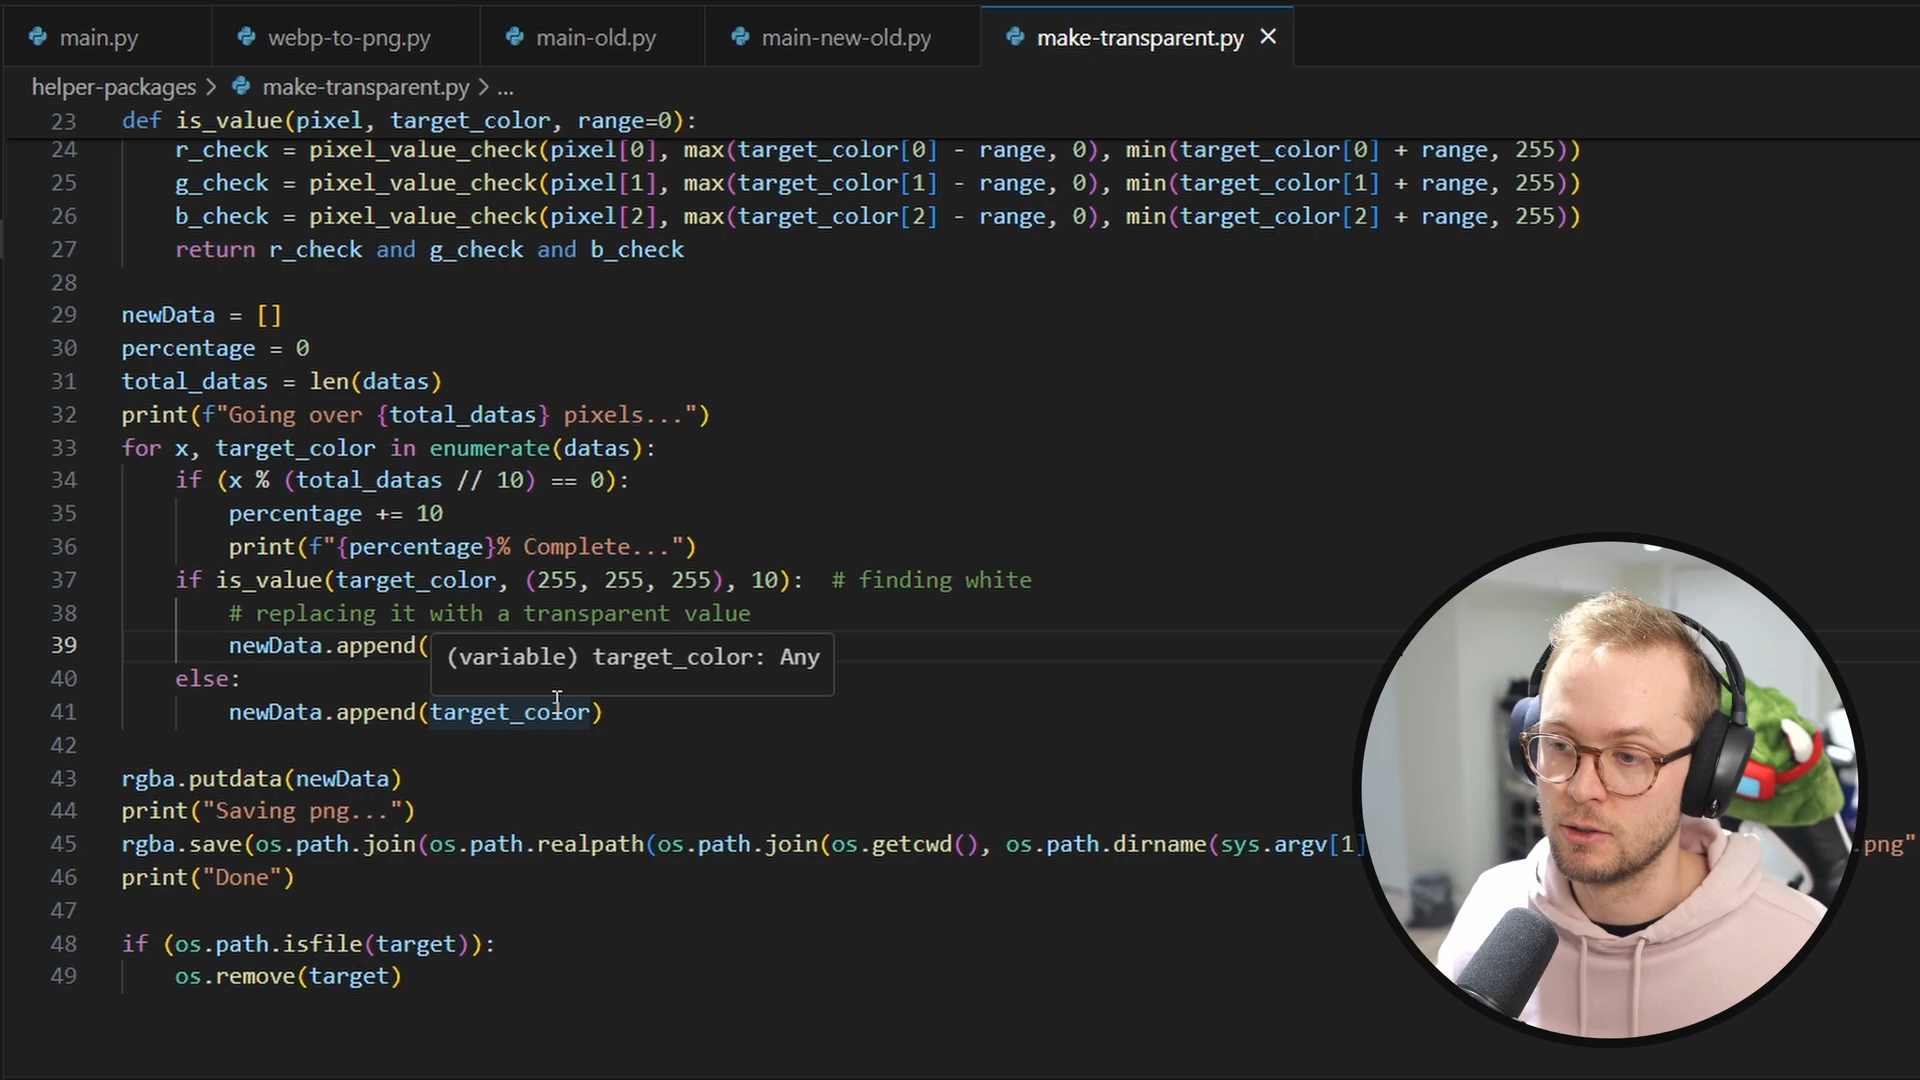 main.py
webp-to-png.py
main-old.py
main-new-old.py
make-transparent.py
helper-packages > make-transparent.py > ...
23 def is_value(pixel, target_color, range=0):
24 r_check = pixel_value_check(pixel[0], max(target_color[0] - range, 0), min(target_color[0] + range, 255))
25 g_check = pixel_value_check(pixel[1], max(target_color[1] - range, 0), min(target_color[1] + range, 255))
26 b_check = pixel_value_check(pixel[2], max(target_color[2] - range, 0), min(target_color[2] + range, 255))
27 return r_check and g_check and b_check
28
29 newData = []
30 percentage = 0
31 total_datas = len(datas)
32 print(f"Going over {total_datas} pixels...")
33 for x, target_color in enumerate(datas):
34 if (x % (total_datas // 10) == 0):
35 percentage += 10
36 print(f"{percentage}% Complete...")
37 if is_value(target_color, (255, 255, 255), 10): # finding white
38 # replacing it with a transparent value
39 newData.append(
(variable) target_color: Any
40 else:
41 newData.append(target_color)
42
43 rgba.putdata(newData)
44 print("Saving png...")
45 rgba.save(os.path.join(os.path.realpath(os.path.join(os.getcwd(), os.path.dirname(sys.argv[1] .png"
46 print("Done")
47
48 if (os.path.isfile(target)):
49 os.remove(target)